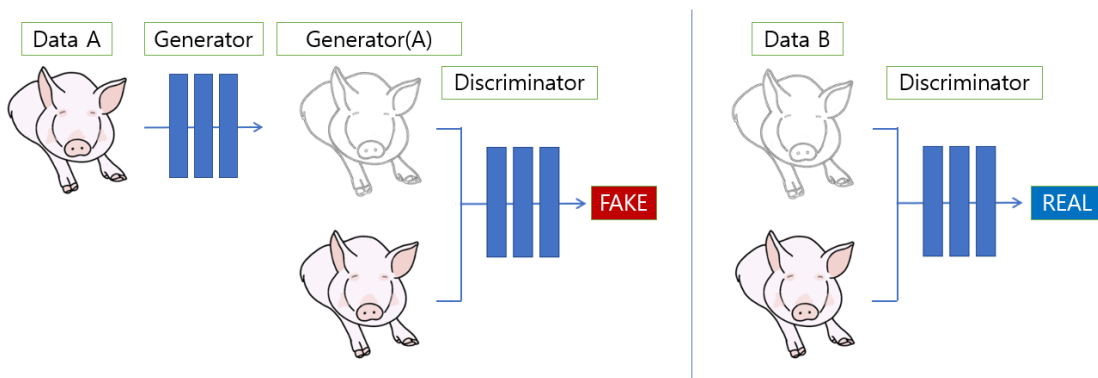 Data A
Generator
Generator(A)
Discriminator
FAKE
Data B
Discriminator
REAL